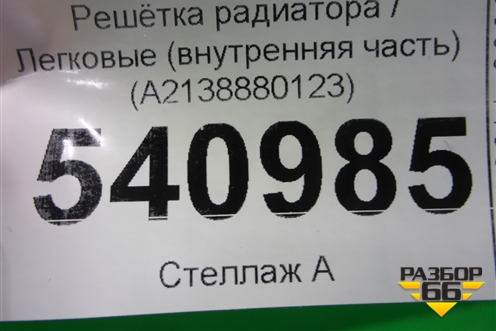 Решётка радиатора /
Легковые (внутренняя часть)
(A2138880123)
540985
Стеллаж А
РАЗБОР
66